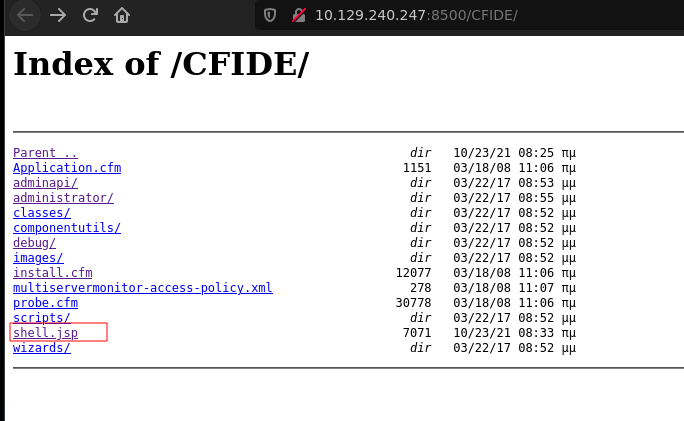 10.129.240.247:8500/CFIDE/
Index of /CFIDE/
Parent .. dir 10/23/21 08:25 πμ
Application.cfm 1151 03/18/08 11:06 πμ
adminapi/ dir 03/22/17 08:53 μμ
administrator/ dir 03/22/17 08:55 μμ
classes/ dir 03/22/17 08:52 μμ
componentutils/ dir 03/22/17 08:52 μμ
debug/ dir 03/22/17 08:52 μμ
images/ dir 03/22/17 08:52 μμ
install.cfm 12077 03/18/08 11:06 πμ
multiservermonitor-access-policy.xml 278 03/18/08 11:07 πμ
probe.cfm 30778 03/18/08 11:06 πμ
scripts/ dir 03/22/17 08:52 μμ
shell.jsp 7071 10/23/21 08:33 πμ
wizards/ dir 03/22/17 08:52 μμ